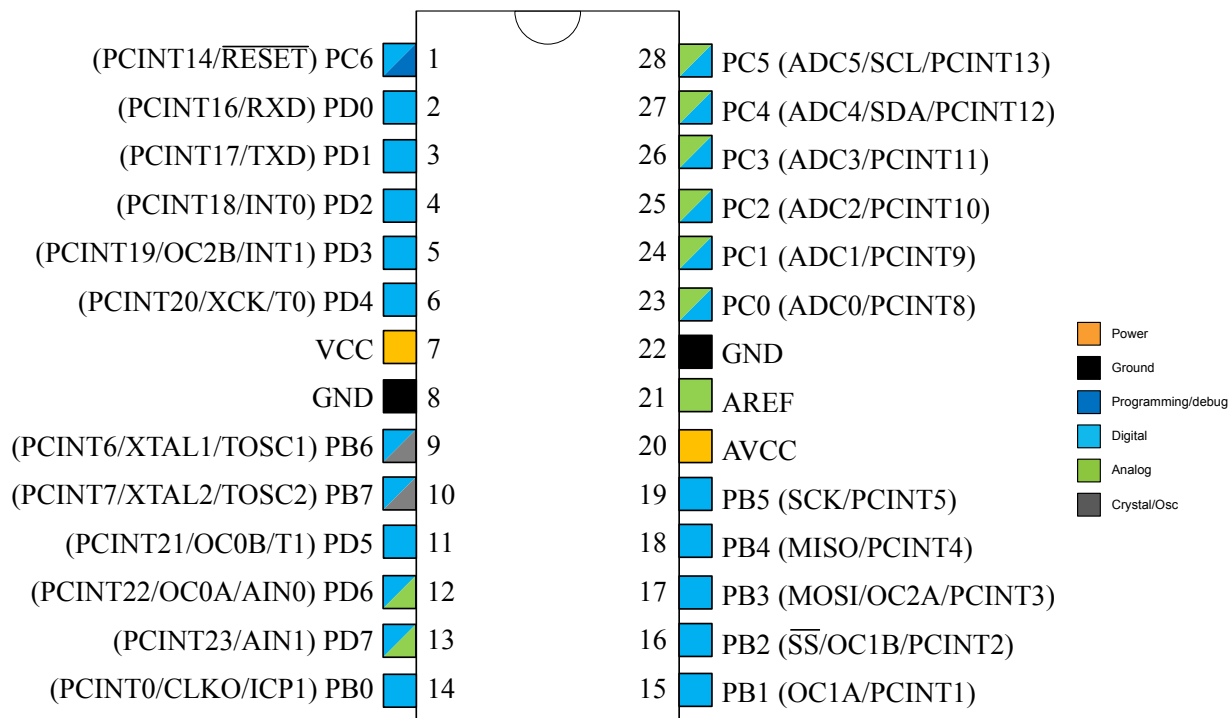 (PCINT14/RESET) PC6 1
(PCINT16/RXD) PD0 2
(PCINT17/TXD) PD1 3
(PCINT18/INT0) PD2 4
(PCINT19/OC2B/INT1) PD3 5
(PCINT20/XCK/T0) PD4 6
VCC 7
GND 8
(PCINT6/XTAL1/TOSC1) PB6 9
(PCINT7/XTAL2/TOSC2) PB7 10
(PCINT21/OC0B/T1) PD5 11
(PCINT22/OC0A/AIN0) PD6 12
(PCINT23/AIN1) PD7 13
(PCINT0/CLKO/ICP1) PB0 14
28 PC5 (ADC5/SCL/PCINT13)
27 PC4 (ADC4/SDA/PCINT12)
26 PC3 (ADC3/PCINT11)
25 PC2 (ADC2/PCINT10)
24 PC1 (ADC1/PCINT9)
23 PC0 (ADC0/PCINT8)
22 GND
21 AREF
20 AVCC
19 PB5 (SCK/PCINT5)
18 PB4 (MISO/PCINT4)
17 PB3 (MOSI/OC2A/PCINT3)
16 PB2 (SS/OC1B/PCINT2)
15 PB1 (OC1A/PCINT1)
Power
Ground
Programming/debug
Digital
Analog
Crystal/Osc